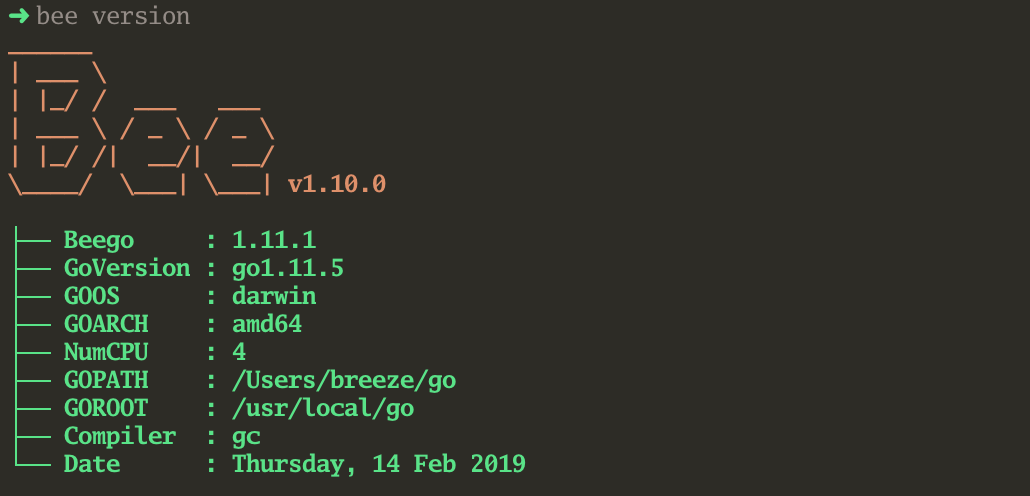 ➜ bee version
______
| ___ \
| |_/ /  ___   ___
| ___ \ / _ \ / _ \
| |_/ /|  __/|  __/
\____/  \___| \___| v1.10.0
├── Beego     : 1.11.1
├── GoVersion : go1.11.5
├── GOOS      : darwin
├── GOARCH    : amd64
├── NumCPU    : 4
├── GOPATH    : /Users/breeze/go
├── GOROOT    : /usr/local/go
├── Compiler  : gc
└── Date      : Thursday, 14 Feb 2019